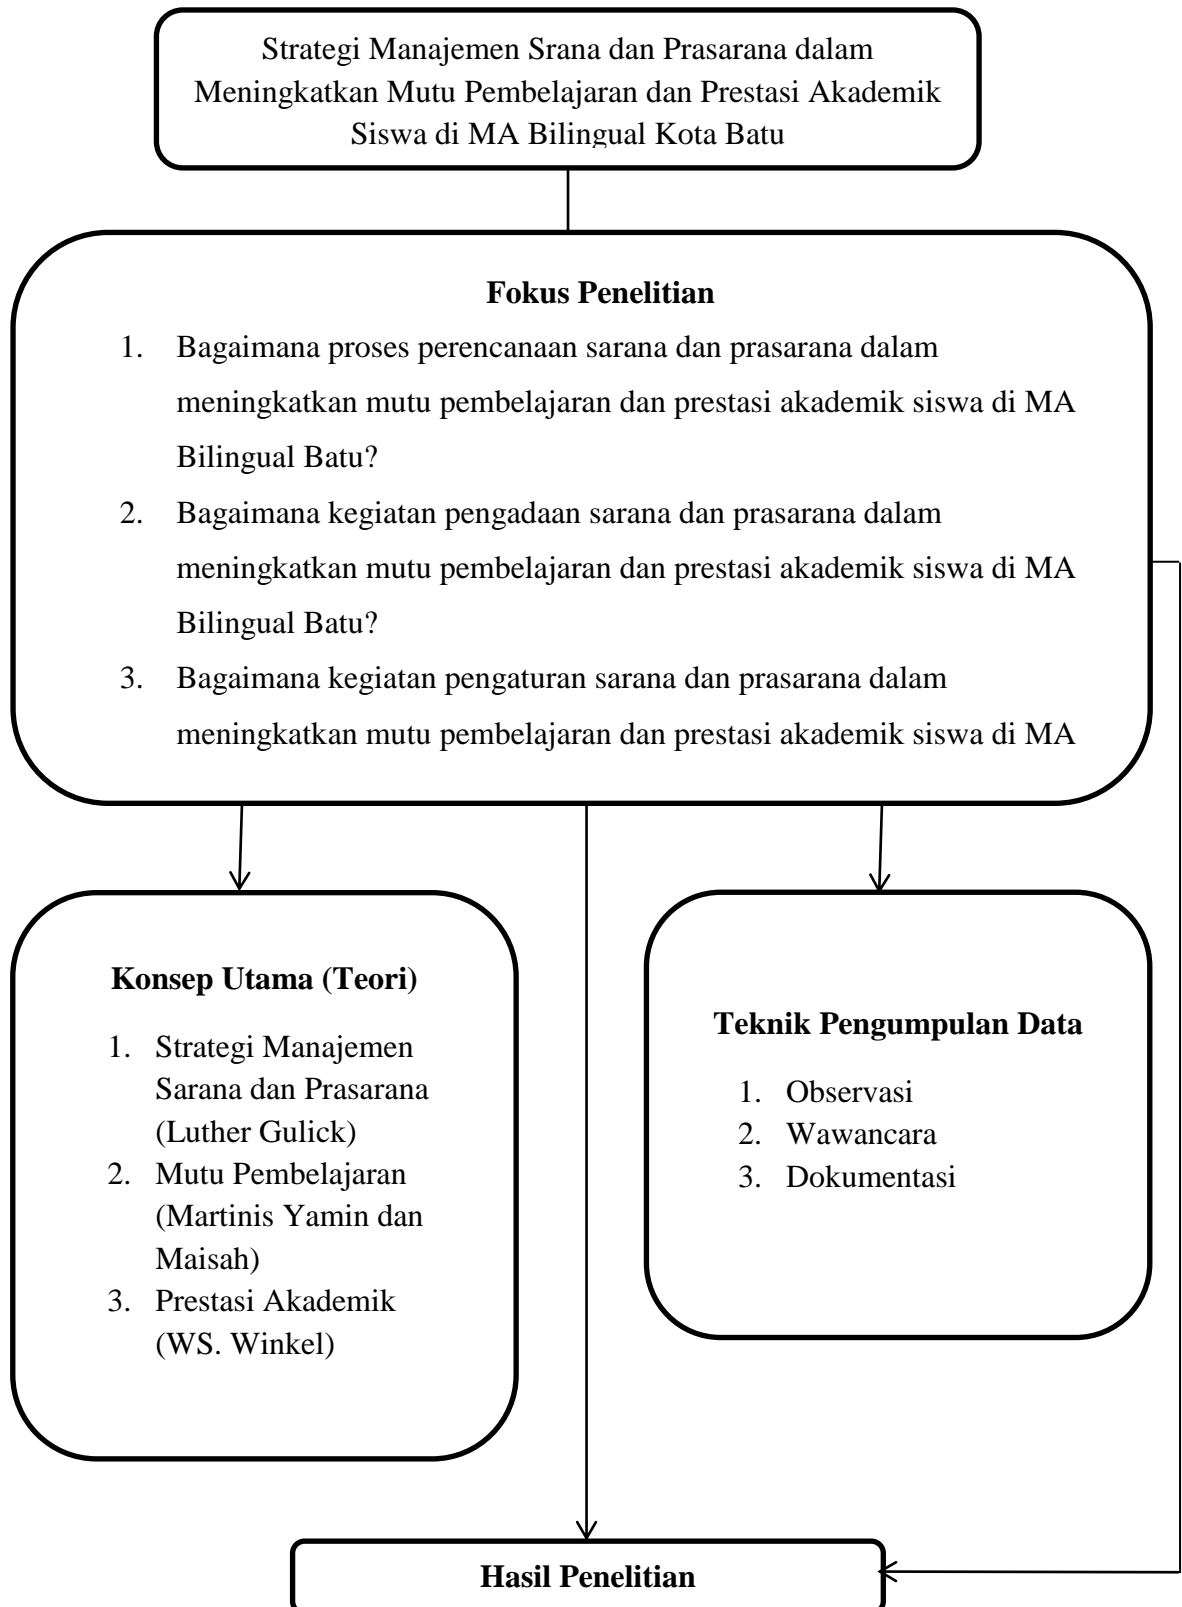 Strategi Manajemen Srana dan Prasarana dalam
Meningkatkan Mutu Pembelajaran dan Prestasi Akademik
Siswa di MA Bilingual Kota Batu
Fokus Penelitian
1. Bagaimana proses perencanaan sarana dan prasarana dalam
meningkatkan mutu pembelajaran dan prestasi akademik siswa di MA
Bilingual Batu?
2. Bagaimana kegiatan pengadaan sarana dan prasarana dalam
meningkatkan mutu pembelajaran dan prestasi akademik siswa di MA
Bilingual Batu?
3. Bagaimana kegiatan pengaturan sarana dan prasarana dalam
meningkatkan mutu pembelajaran dan prestasi akademik siswa di MA
Konsep Utama (Teori)
1. Strategi Manajemen
Sarana dan Prasarana
(Luther Gulick)
2. Mutu Pembelajaran
(Martinis Yamin dan
Maisah)
3. Prestasi Akademik
(WS. Winkel)
Teknik Pengumpulan Data
1. Observasi
2. Wawancara
3. Dokumentasi
Hasil Penelitian